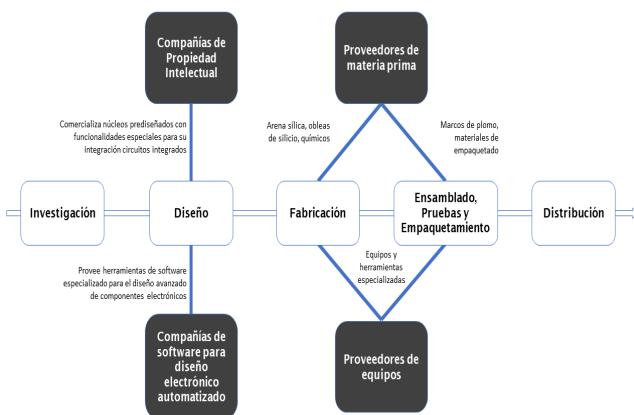 Compañías de
Propiedad
Intelectual
Proveedores de
materia prima
Comercializa núcleos prediseñados con
funcionalidades especiales para su
integración circuitos integrados
Arena sílica, obleas
de silicio, químicos
Marcos de plomo,
materiales de
empaquetado
Investigación
Diseño
Fabricación
Ensamblado,
Pruebas y
Empaquetamiento
Distribución
Provee herramientas de software
especializado para el diseño avanzado
de componentes electrónicos
Equipos y
herramientas
especializadas
Compañías de
software para
diseño
electrónico
automatizado
Proveedores de
equipos